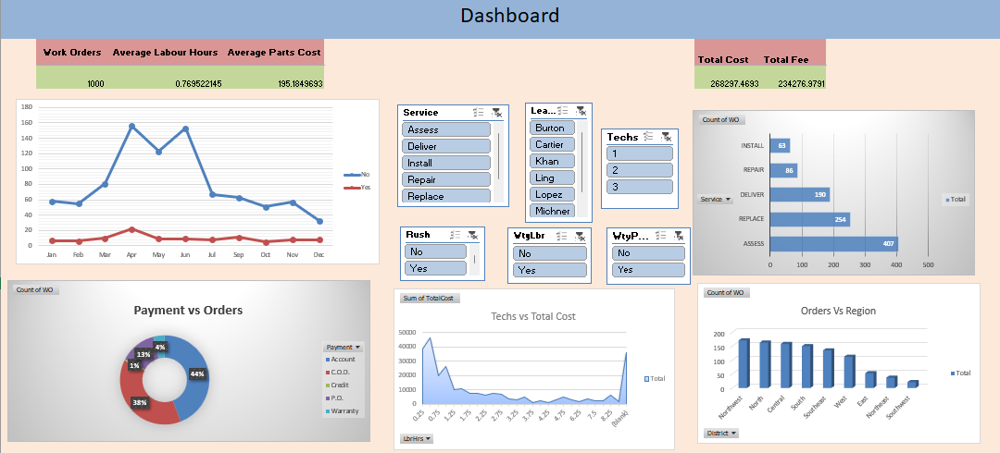 Dashboard
Work Orders Average Labour Hours Average Parts Cost
1000 0.769522145 195.1849693
Total Cost Total Fee
268297.4693 234276.9791
180
160
140
120
100
80
60
40
20
0
Jan Feb Mar Apr May Jun Jul Sep Oct Nov Dec
No
Yes
Service
Assess
Deliver
Install
Repair
Replace
Lea...
Burton
Cartier
Khan
Ling
Lopez
Michner
Techs
1
2
3
Rush
No
Yes
WtyLbr
No
Yes
WtyP...
No
Yes
Count of WO
Service
INSTALL 63
REPAIR 86
DELIVER 190
REPLACE 254
ASSESS 407
0 100 200 300 400 500
Total
Count of WO
Payment vs Orders
4%
13%
1%
44%
38%
Payment
Account
C.O.D.
Credit
P.O.
Warranty
Sum of TotalCost
Techs vs Total Cost
50000
40000
30000
20000
10000
0
0.25 0.75 1.25 1.75 2.25 2.75 3.25 3.75 4.25 4.75 6.25 7.5 8.25 (blank)
Total
LbrHrs
Count of WO
Orders Vs Region
200
150
100
50
0
Northwest North Central South Southeast West East Northeast Southwest
Total
District